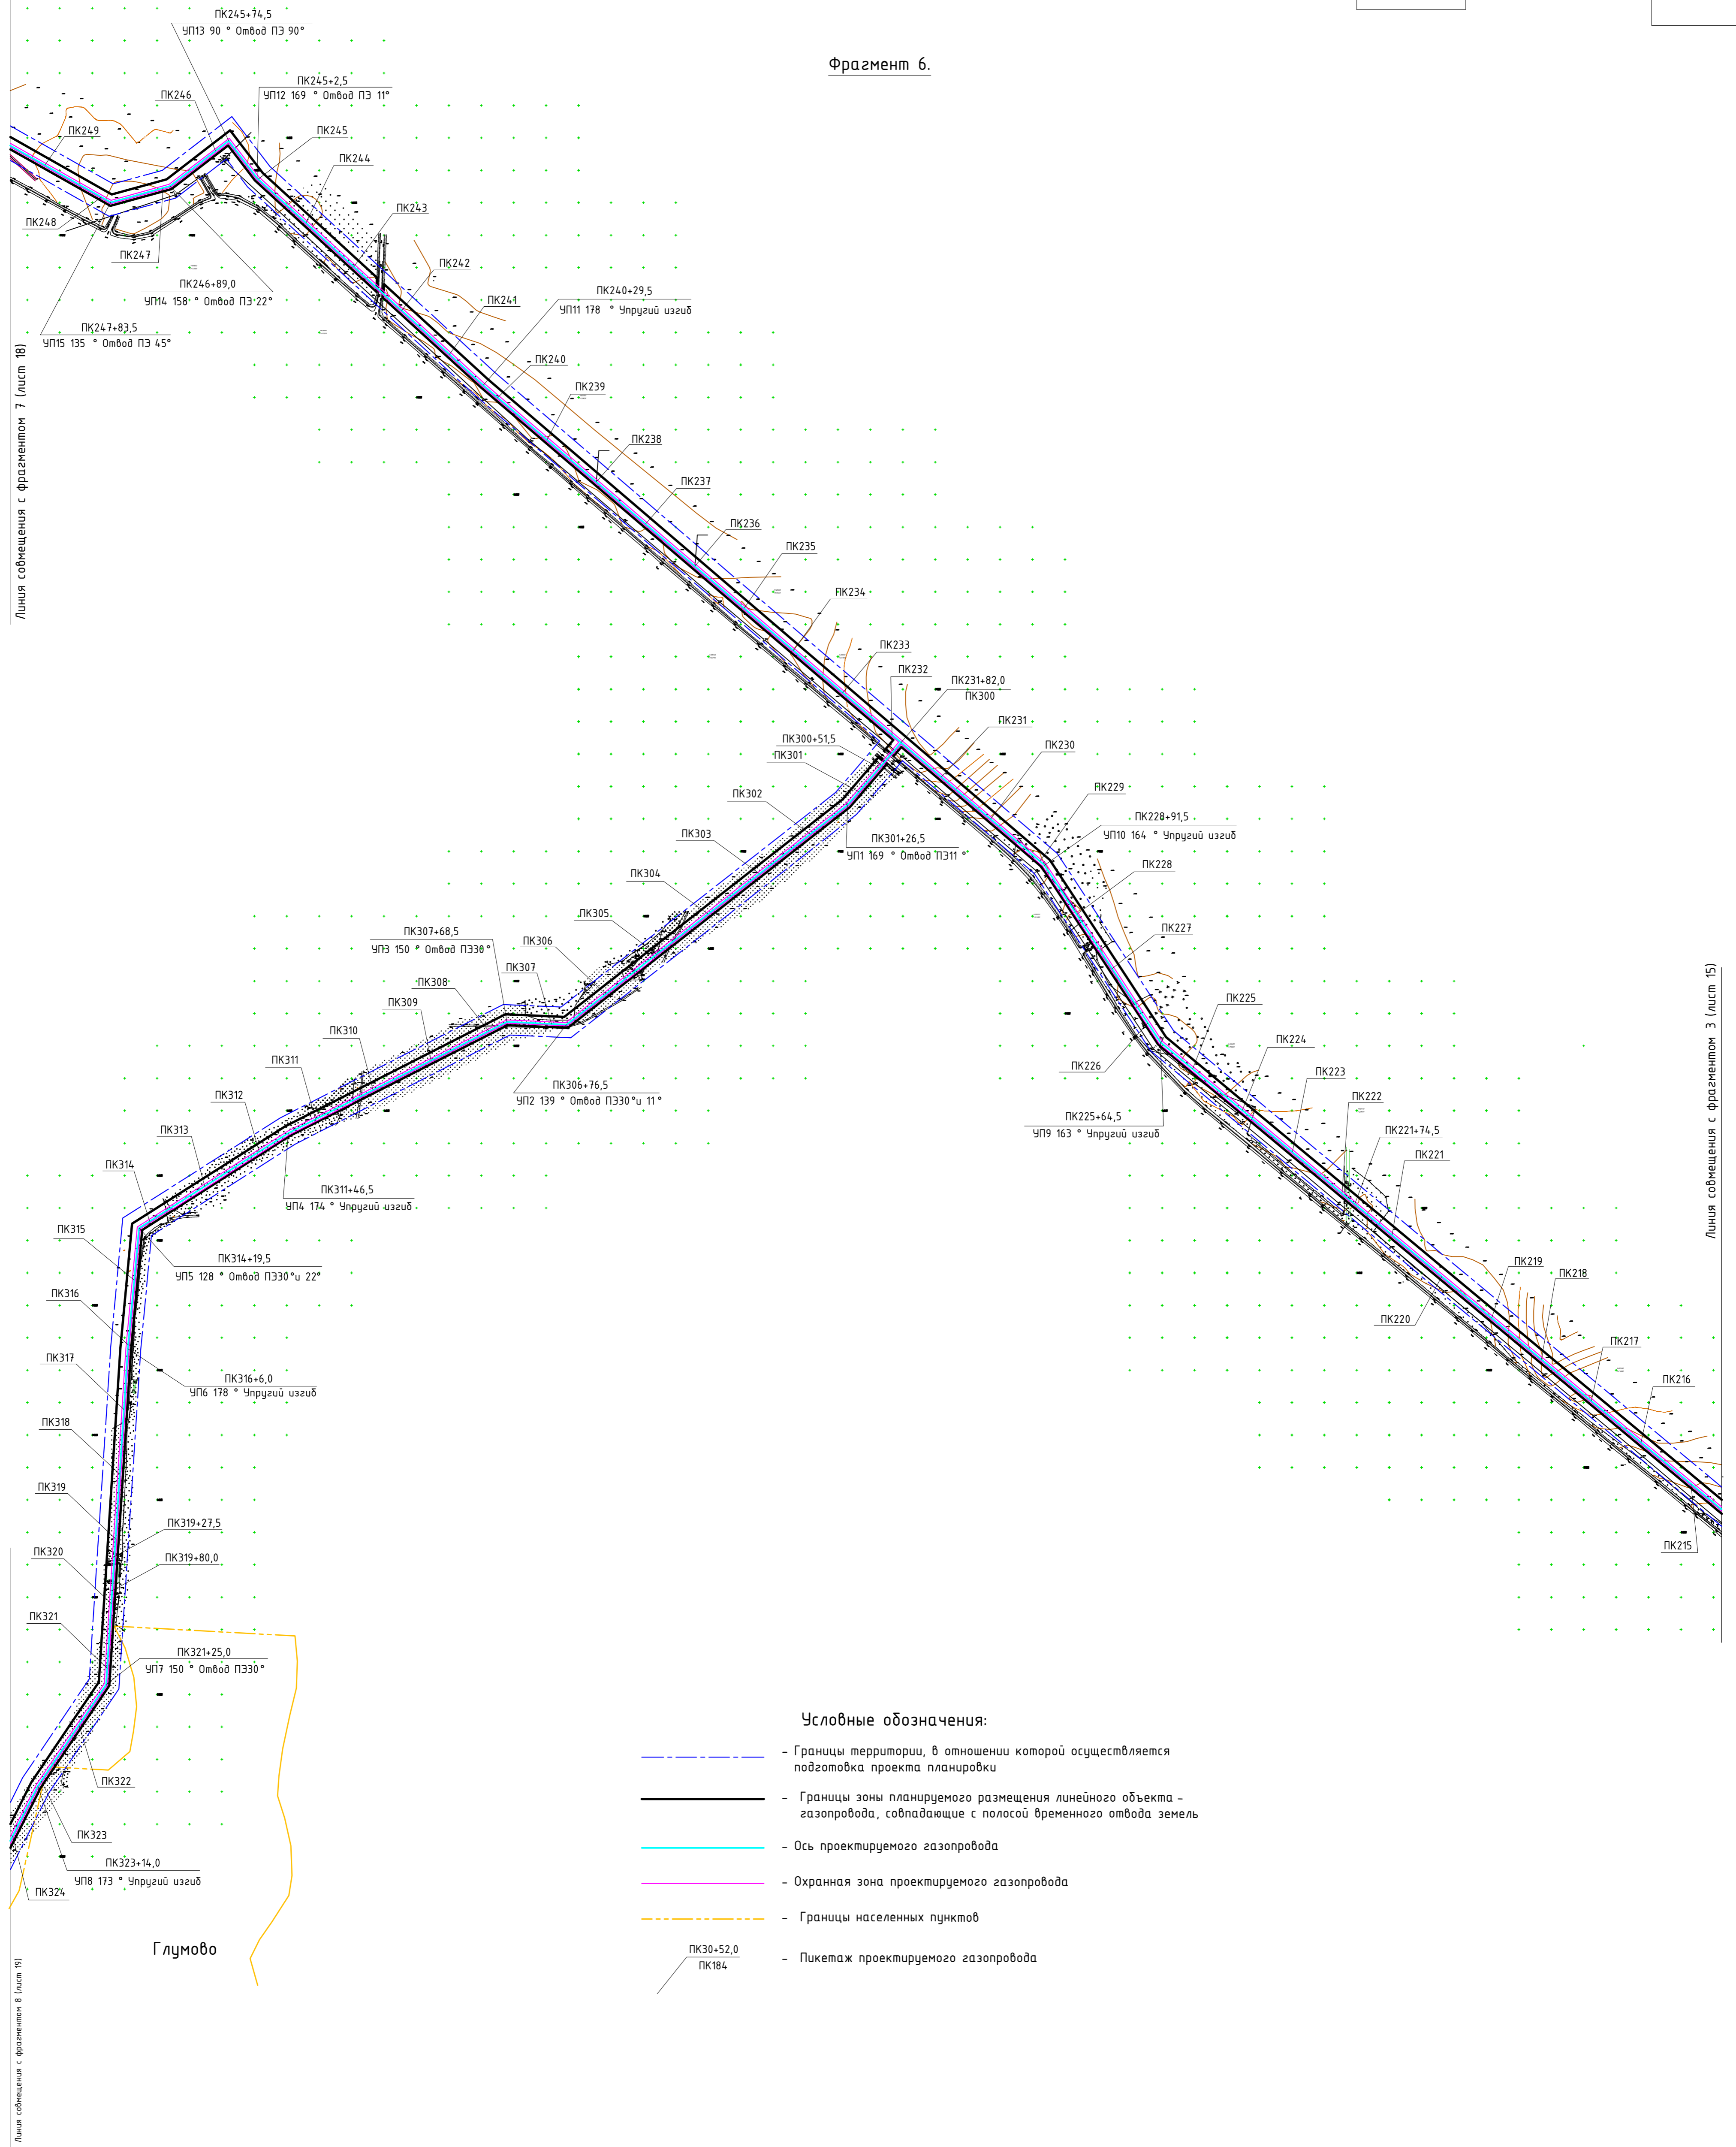 Фрагмент 6.
ПК245+74,5
УП13 90 ° Отвод ПЭ 90°
ПК246
ПК245+2,5
УП12 169 ° Отвод ПЭ 11°
ПК249
ПК245
ПК244
ПК243
ПК248
ПК247
ПК242
ПК246+89,0
УП14 158 ° Отвод ПЭ 22°
ПК241
ПК240+29,5
УП11 178 ° Упругий изгиб
ПК247+83,5
УП15 135 ° Отвод ПЭ 45°
Линия совмещения с фрагментом 7 (лист 18)
ПК240
ПК239
ПК238
ПК237
ПК236
ПК235
ПК234
ПК233
ПК232
ПК231+82,0
ПК300
ПК231
ПК300+51,5
ПК301
ПК230
ПК229
ПК302
ПК228+91,5
УП10 164 ° Упругий изгиб
ПК303
ПК301+26,5
УП1 169 ° Отвод ПЭ11 °
ПК228
ПК304
ПК305
ПК227
ПК307+68,5
УП3 150 ° Отвод ПЭ30°
ПК306
ПК307
ПК308
ПК309
ПК225
ПК310
ПК224
ПК311
ПК226
ПК223
ПК306+76,5
УП2 139 ° Отвод ПЭ30°и 11°
ПК312
ПК222
ПК225+64,5
УП9 163 ° Упругий изгиб
ПК313
ПК221+74,5
ПК221
ПК314
Линия совмещения с фрагментом 3 (лист 15)
ПК311+46,5
УП4 174 ° Упругий изгиб
ПК315
ПК314+19,5
УП5 128 ° Отвод ПЭ30°и 22°
ПК219
ПК218
ПК316
ПК220
ПК217
ПК317
ПК316+6,0
УП6 178 ° Упругий изгиб
ПК216
ПК318
ПК319
ПК319+27,5
ПК215
ПК320
ПК319+80,0
ПК321
ПК321+25,0
УП7 150 ° Отвод ПЭ30°
ПК322
ПК323
ПК323+14,0
УП8 173 ° Упругий изгиб
ПК324
Глумово
Линия совмещения с фрагментом 8 (лист 19)
Условные обозначения:
- Границы территории, в отношении которой осуществляется
подготовка проекта планировки
- Границы зоны планируемого размещения линейного объекта -
газопровода, совпадающие с полосой временного отвода земель
- Ось проектируемого газопровода
- Охранная зона проектируемого газопровода
- Границы населенных пунктов
ПК30+52,0
ПК184
- Пикетаж проектируемого газопровода